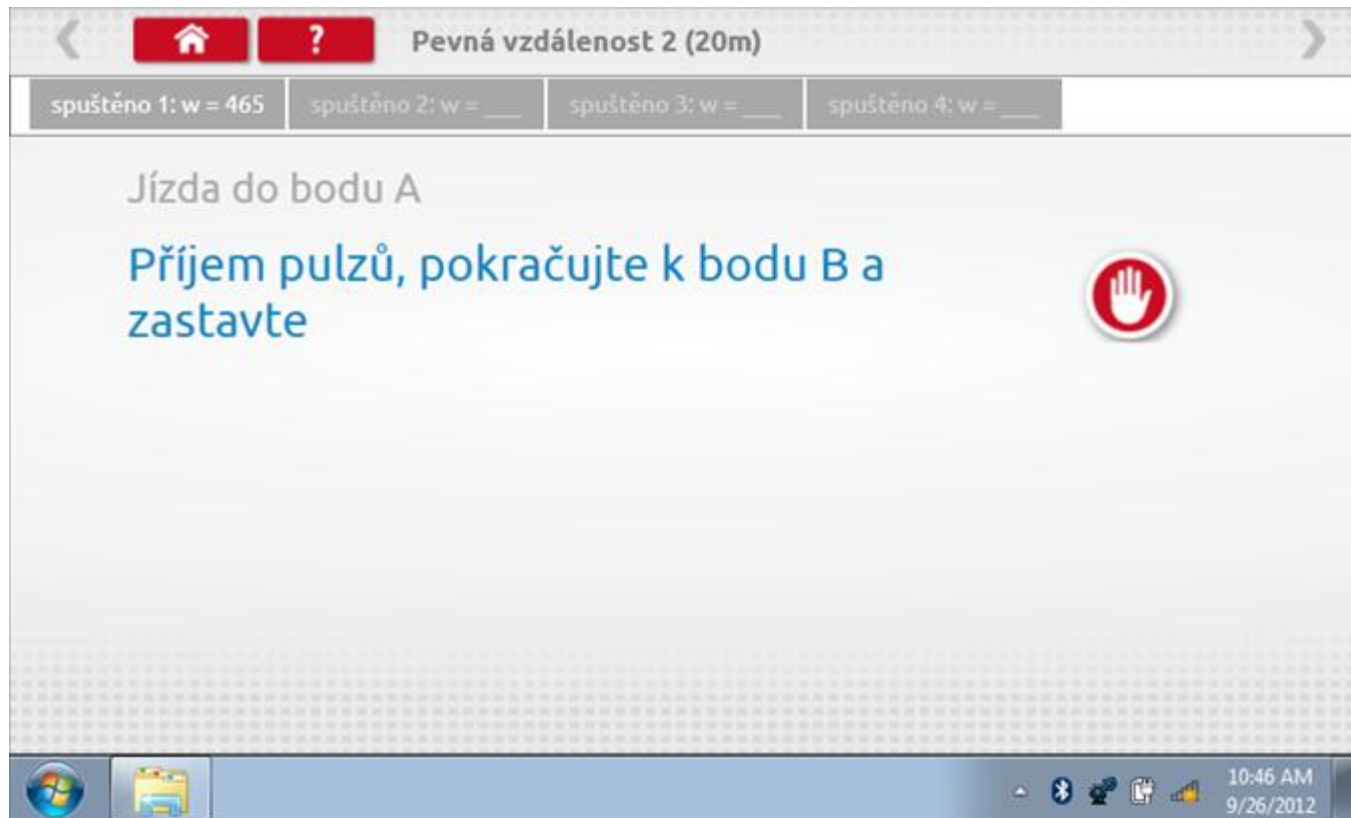 ? Pevná vzdálenost 2 (20m)
spuštěno 1: w = 465 spuštěno 2: w = ___ spuštěno 3: w = ___ spuštěno 4: w = ___
Jízda do bodu A
Příjem pulzů, pokračujte k bodu B a
zastavte
10:46 AM
9/26/2012